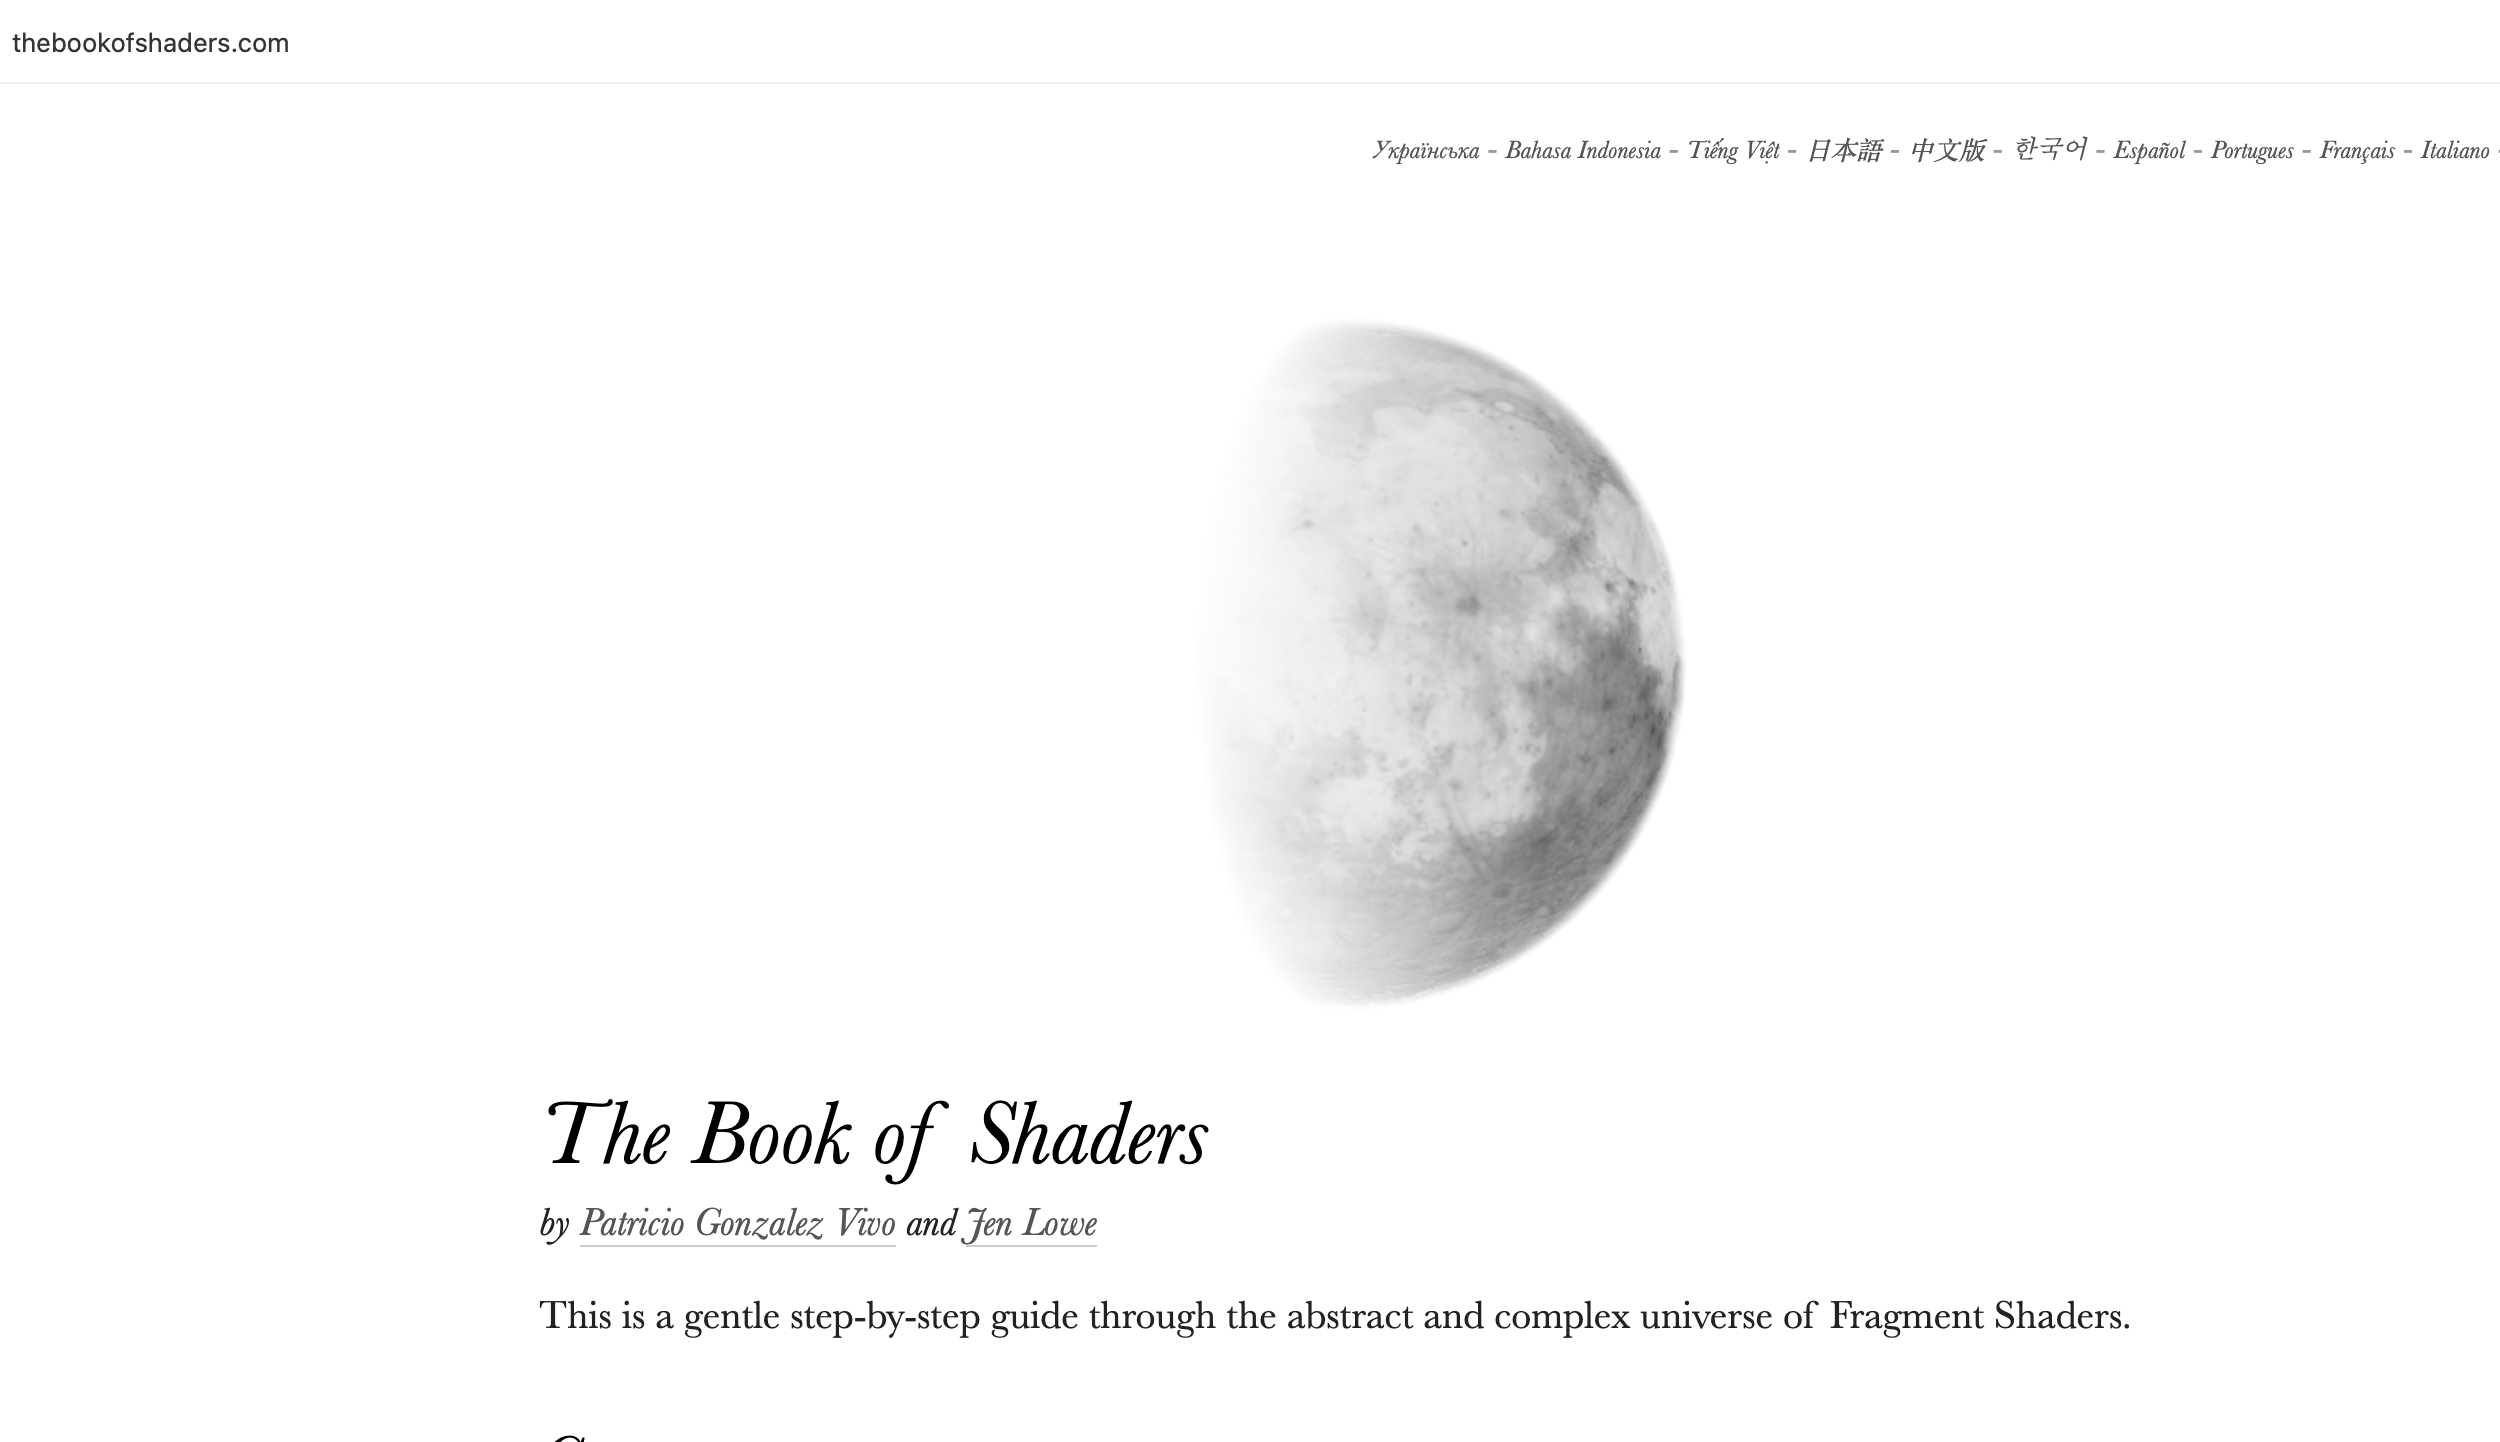 thebookofshaders.com
Українська - Bahasa Indonesia - Tiếng Việt - 日本語 - 中文版 - 한국어 - Español - Portugues - Français - Italiano -
The Book of Shaders
by Patricio Gonzalez Vivo and Jen Lowe
This is a gentle step-by-step guide through the abstract and complex universe of Fragment Shaders.